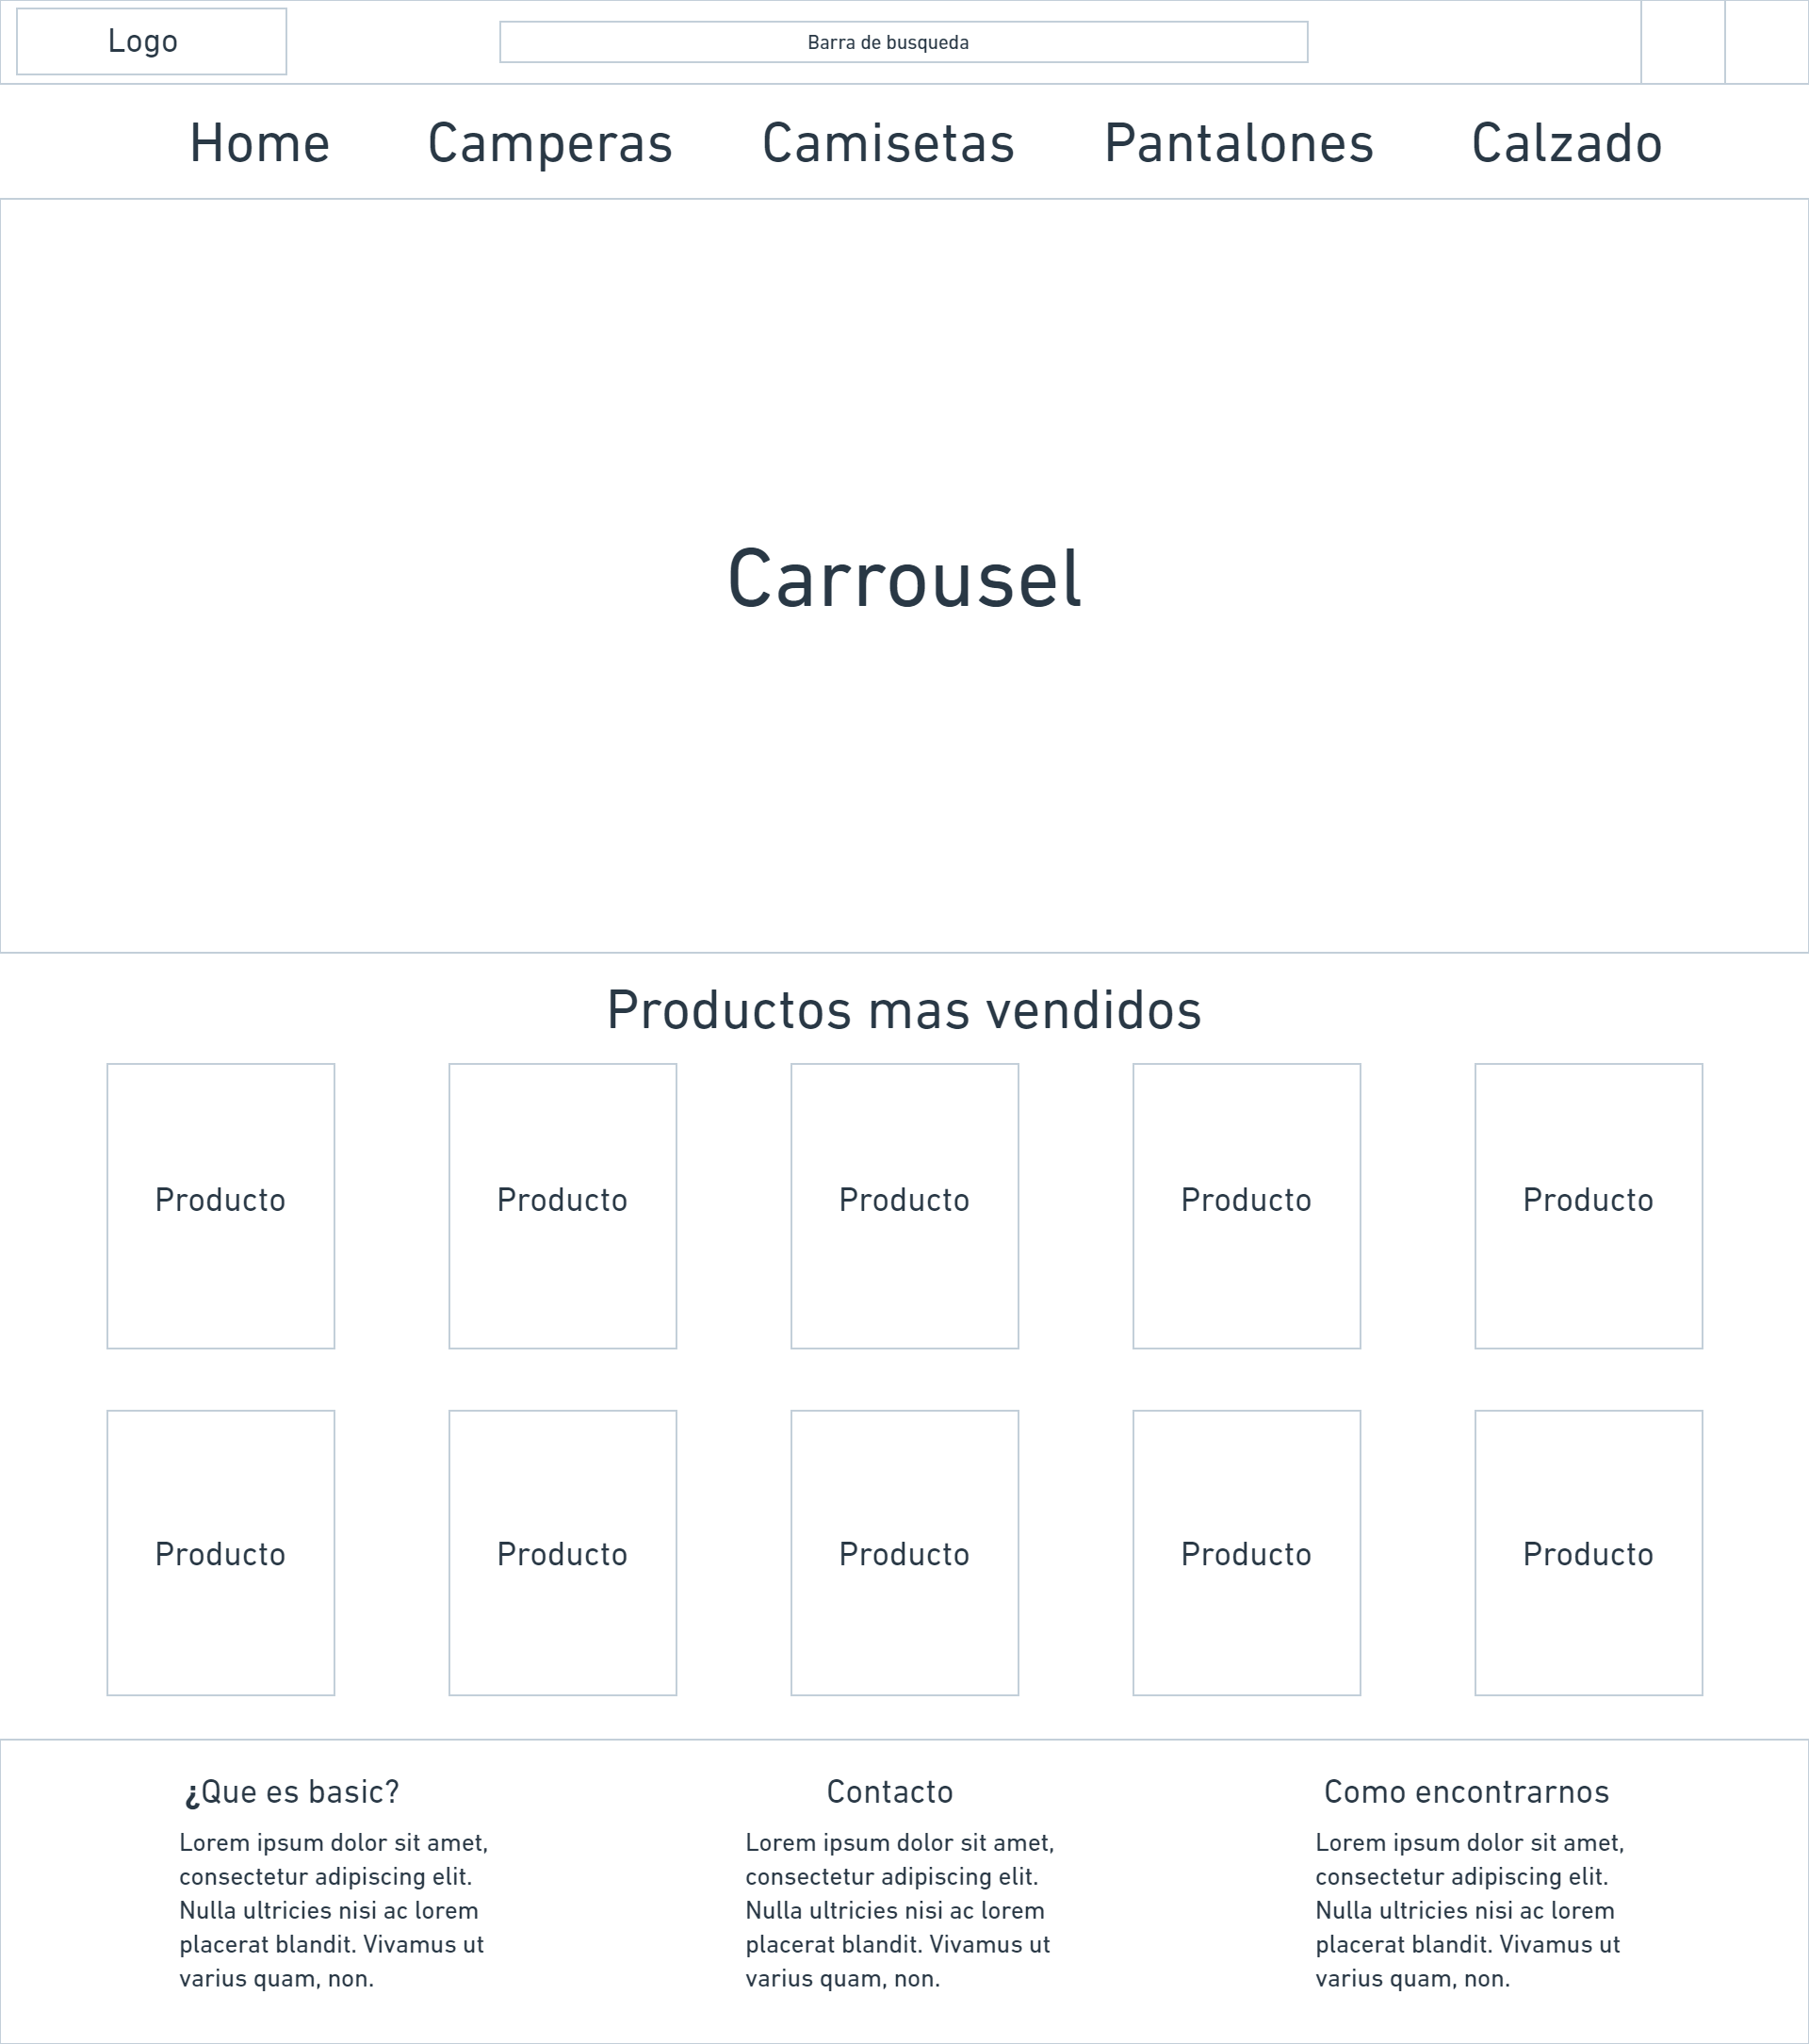 Logo
Barra de busqueda
Home Camperas Camisetas Pantalones Calzado
Carrousel
Productos mas vendidos
Producto Producto Producto Producto Producto
Producto Producto Producto Producto Producto
¿Que es basic?
Lorem ipsum dolor sit amet,
consectetur adipiscing elit.
Nulla ultricies nisi ac lorem
placerat blandit. Vivamus ut
varius quam, non.
Contacto
Lorem ipsum dolor sit amet,
consectetur adipiscing elit.
Nulla ultricies nisi ac lorem
placerat blandit. Vivamus ut
varius quam, non.
Como encontrarnos
Lorem ipsum dolor sit amet,
consectetur adipiscing elit.
Nulla ultricies nisi ac lorem
placerat blandit. Vivamus ut
varius quam, non.